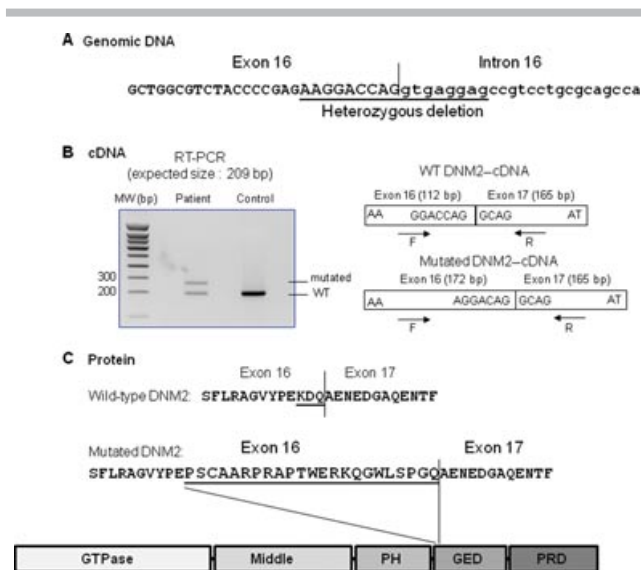 A Genomic DNA
Exon 16 Intron 16
GCTGGCGTCTACCCCGAGAAGGACCAGgtgaggagccgtcctgcgcagcca
Heterozygous deletion
B cDNA
RT-PCR
(expected size : 209 bp)
MW (bp) Patient Control
300
200
mutated
WT
WT DNM2–cDNA
Exon 16 (112 bp) Exon 17 (165 bp)
AA GGACCAG GCAG AT
F R
Mutated DNM2–cDNA
Exon 16 (172 bp) Exon 17 (165 bp)
AA AGGACAG GCAG AT
F R
C Protein
Exon 16 Exon 17
Wild-type DNM2: SFLRAGVYPEKDQAENEDGAQENTF
Mutated DNM2: Exon 16 Exon 17
SFLRAGVYPEPSCAARPRAPTWERKQGWLSPGQAENEDGAQENTF
GTPase Middle PH GED PRD